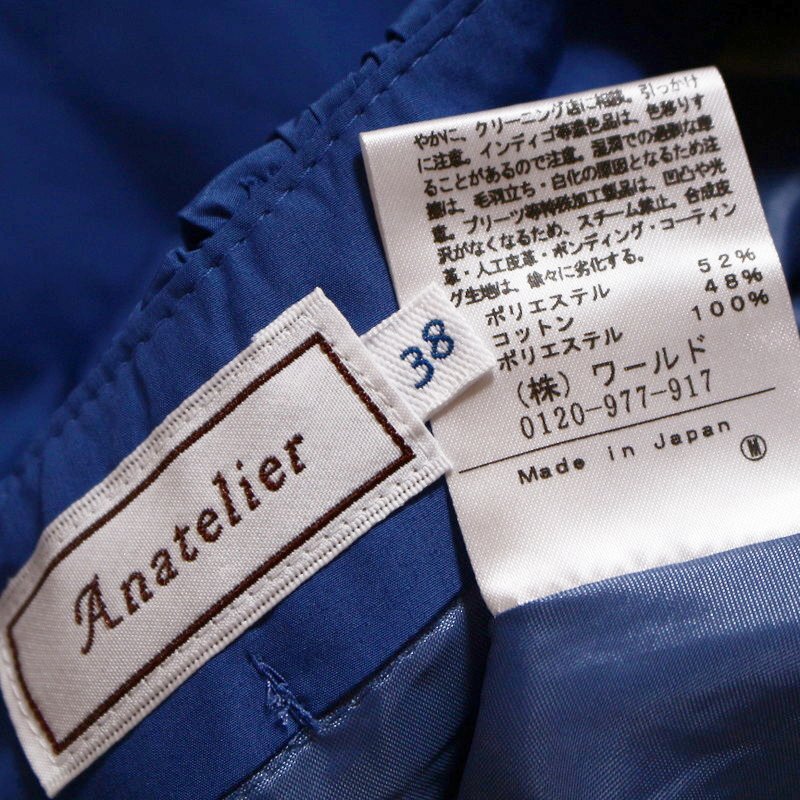 やかに、クリーニング店に相談。引っかけ
に注意。インディゴ等濃色品は、色移りす
ることがあるので注意。湿潤での過剰な摩
擦は、毛羽立ち・白化の原因となるため注
意。プリーツ等特殊加工製品は、凹凸や光
沢がなくなるため、スチーム禁止。合成皮
革・人工皮革・ボンディング・コーティン
グ生地は、徐々に劣化する。
ポリエステル 52%
コットン 48%
ポリエステル 100%
(株) ワールド
0120-977-917
Made in Japan Ⓜ
38
Anatelier